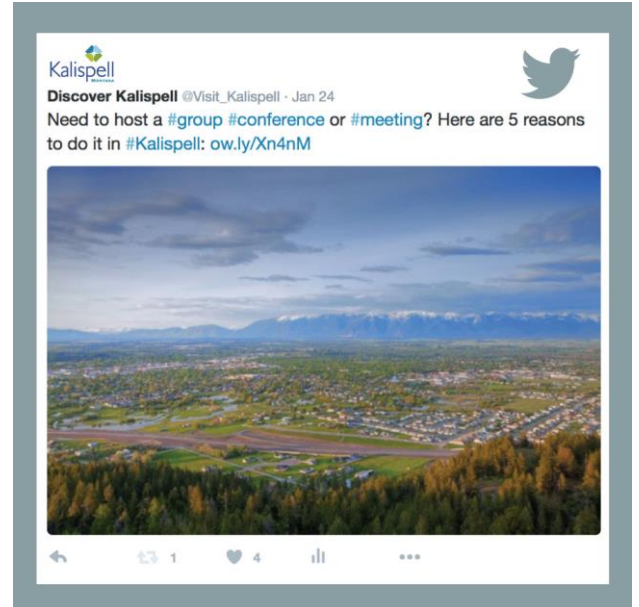 Kalispell
MONTANA
Discover Kalispell @Visit_Kalispell · Jan 24
Need to host a #group #conference or #meeting? Here are 5 reasons
to do it in #Kalispell: ow.ly/Xn4nM
1 4